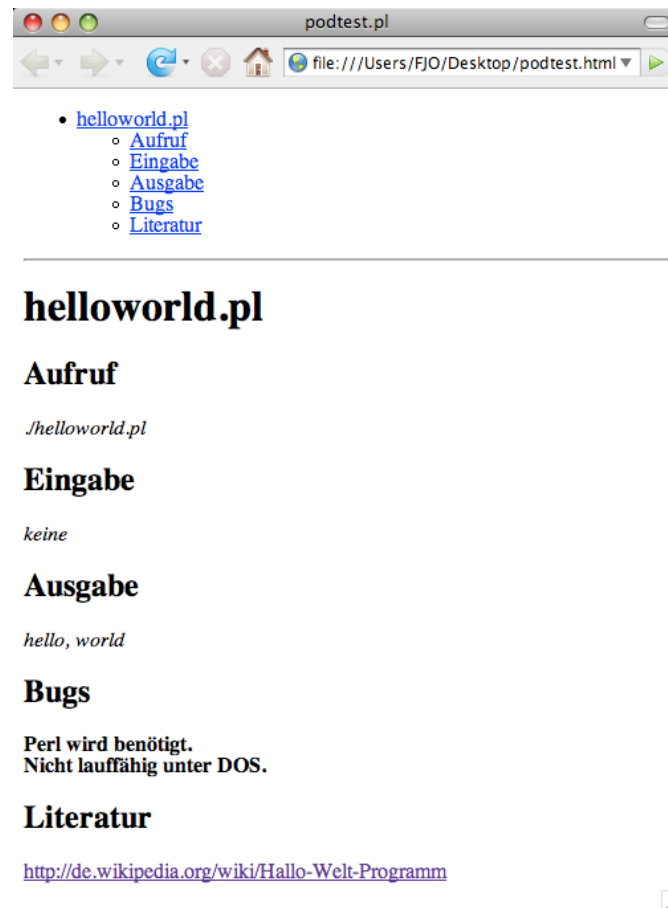 podtest.pl
file:///Users/FJO/Desktop/podtest.html
helloworld.pl
Aufruf
Eingabe
Ausgabe
Bugs
Literatur
helloworld.pl
Aufruf
./helloworld.pl
Eingabe
keine
Ausgabe
hello, world
Bugs
Perl wird benötigt.
Nicht lauffähig unter DOS.
Literatur
http://de.wikipedia.org/wiki/Hallo-Welt-Programm